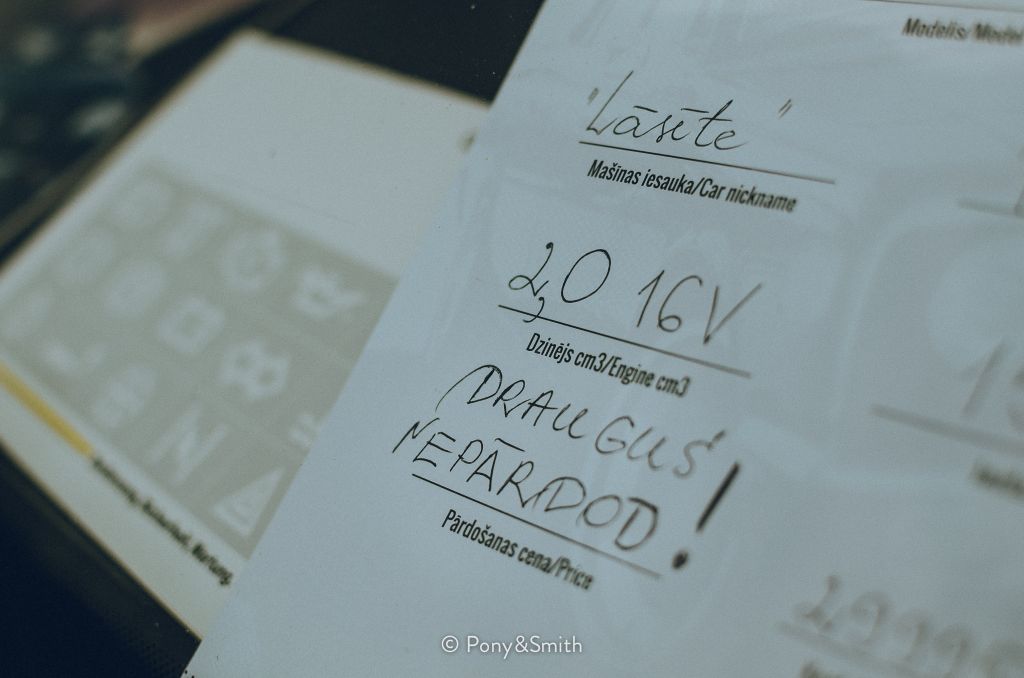 Modelis/Model
"Lāsīte"
Mašīnas iesauka/Car nickname
2,0 16V
Dzinējs cm3/Engine cm3
DRAUGUS
NEPĀRDOD!
Pārdošanas cena/Price
© Pony&Smith